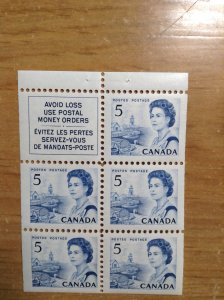 AVOID LOSS
USE POSTAL
MONEY ORDERS
ÉVITEZ LES PERTES
SERVEZ-VOUS
DE MANDATS-POSTE
POSTES POSTAGE
5
CANADA
POSTES POSTAGE
5
CANADA
POSTES POSTAGE
5
CANADA
POSTES POSTAGE
5
CANADA
POSTES POSTAGE
5
CANADA